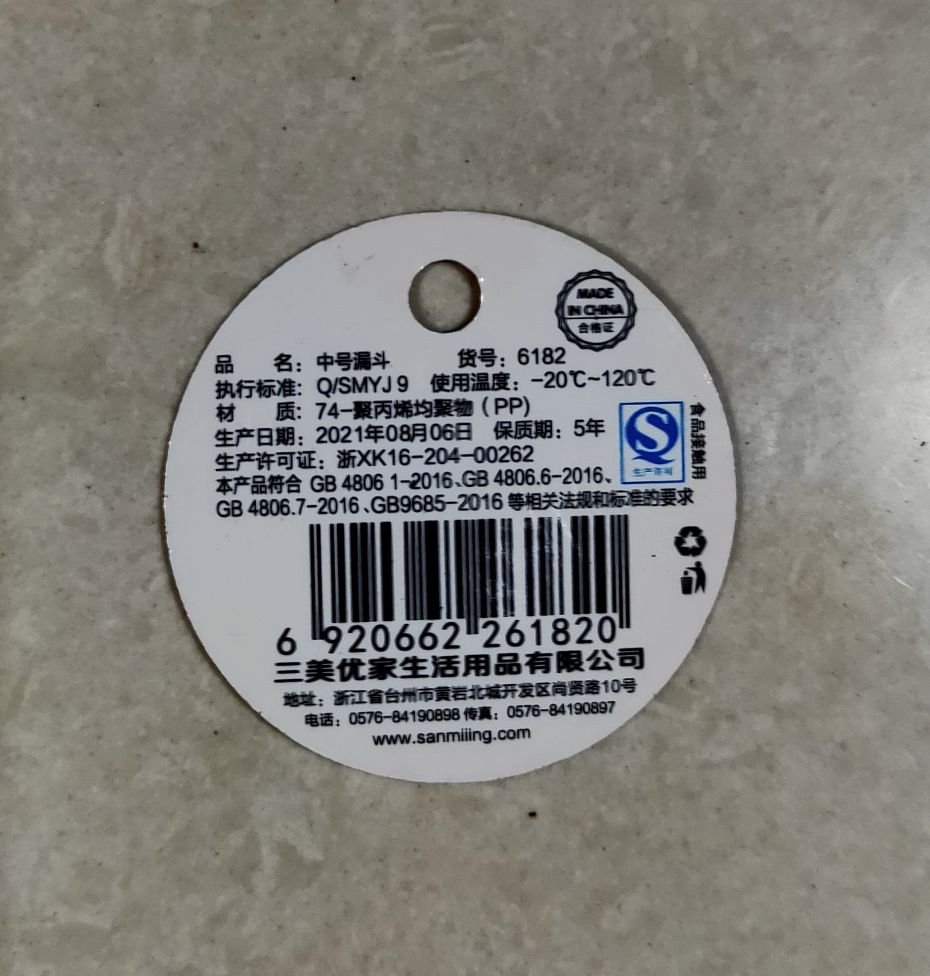 MADE
IN CHINA
合格证
品 名：中号漏斗 货号：6182
执行标准：Q/SMYJ 9 使用温度：-20℃~120℃
材 质：74-聚丙烯均聚物（PP）
生产日期：2021年08月06日 保质期：5年
生产许可证：浙XK16-204-00262
本产品符合 GB 4806 1-2016、GB 4806.6-2016、
GB 4806.7-2016、GB9685-2016 等相关法规和标准的要求
生产许可
食品接触用
6 920662 261820
三美优家生活用品有限公司
地址：浙江省台州市黄岩北城开发区尚贤路10号
电话：0576-84190898 传真：0576-84190897
www.sanmiiing.com